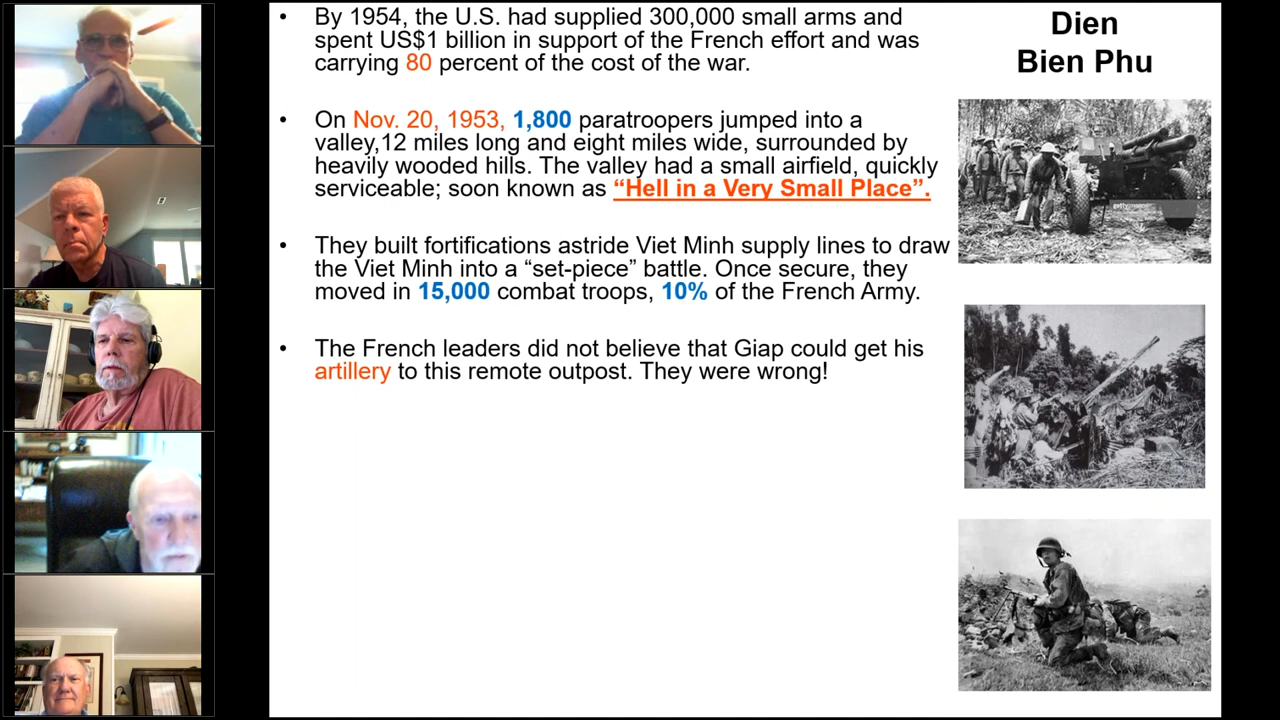 • By 1954, the U.S. had supplied 300,000 small arms and
spent US$1 billion in support of the French effort and was
carrying 80 percent of the cost of the war.
• On Nov. 20, 1953, 1,800 paratroopers jumped into a
valley,12 miles long and eight miles wide, surrounded by
heavily wooded hills. The valley had a small airfield, quickly
serviceable; soon known as “Hell in a Very Small Place”.
• They built fortifications astride Viet Minh supply lines to draw
the Viet Minh into a “set-piece” battle. Once secure, they
moved in 15,000 combat troops, 10% of the French Army.
• The French leaders did not believe that Giap could get his
artillery to this remote outpost. They were wrong!
Dien
Bien Phu